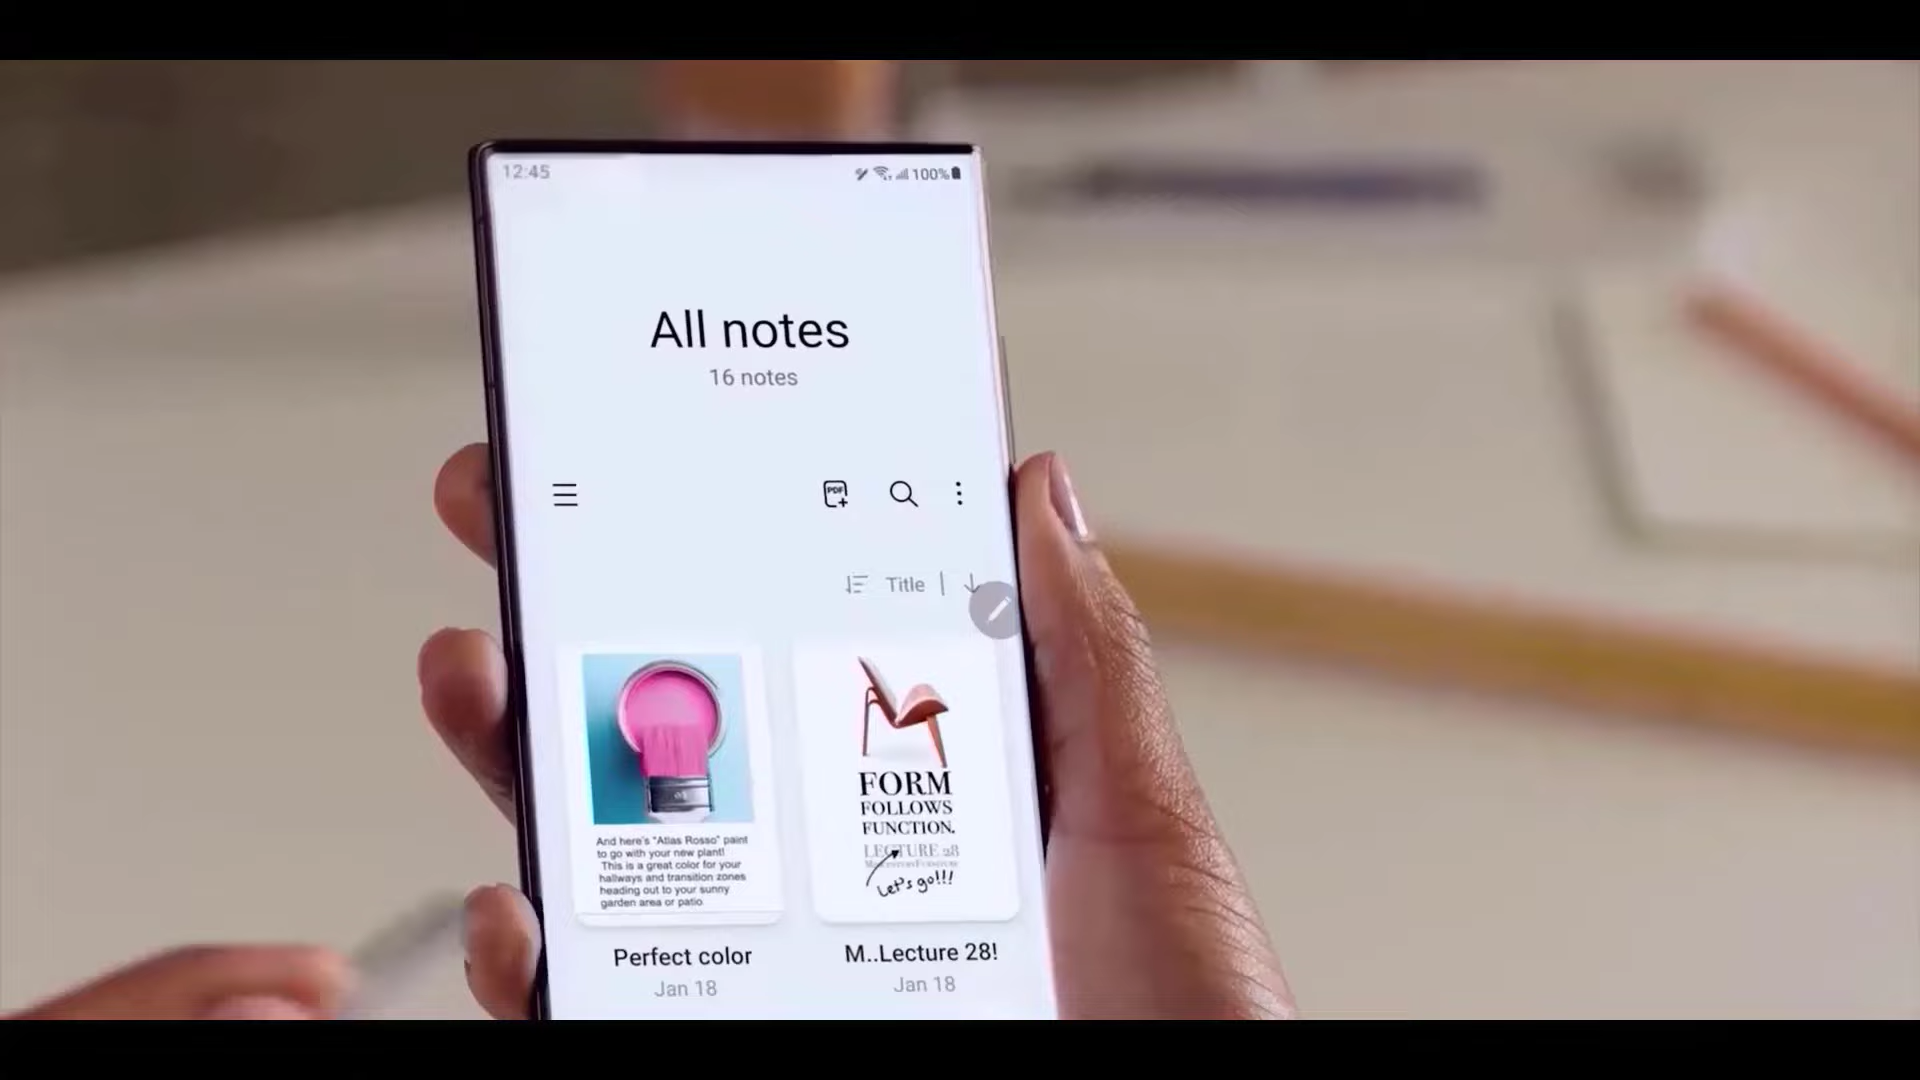 12:45
100%
All notes
16 notes
PDF
Title
And here's "Atlas Rosso" paint
to go with your new plant!
This is a great color for your
hallways and transition zones
heading out to your sunny
garden area or patio
FORM
FOLLOWS
FUNCTION.
LECTURE 28
Let's go!!!
Perfect color
M..Lecture 28!
Jan 18
Jan 18